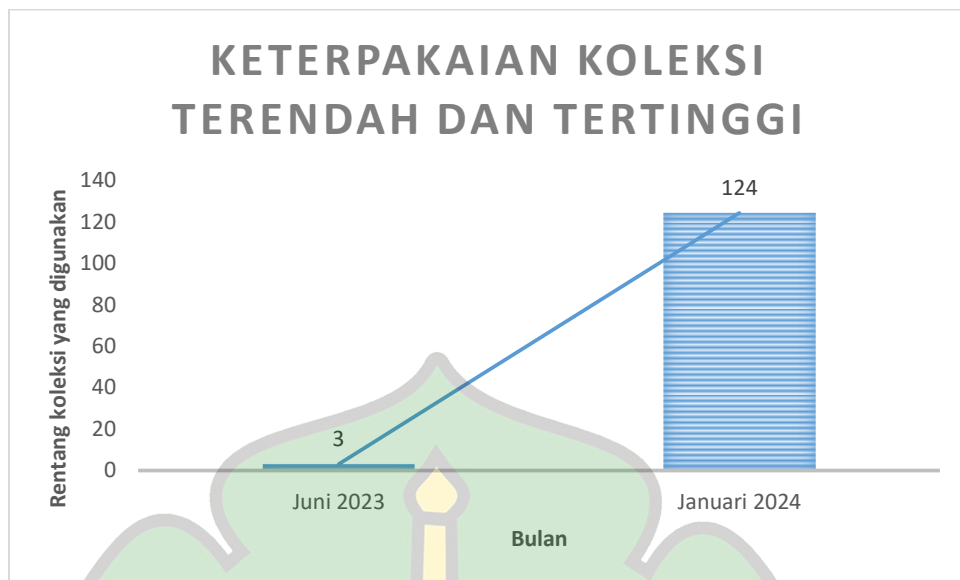 KETERPAKAIAN KOLEKSI
TERENDAH DAN TERTINGGI
Rentang koleksi yang digunakan
140
120
100
80
60
40
20
0
3
124
Juni 2023
Januari 2024
Bulan